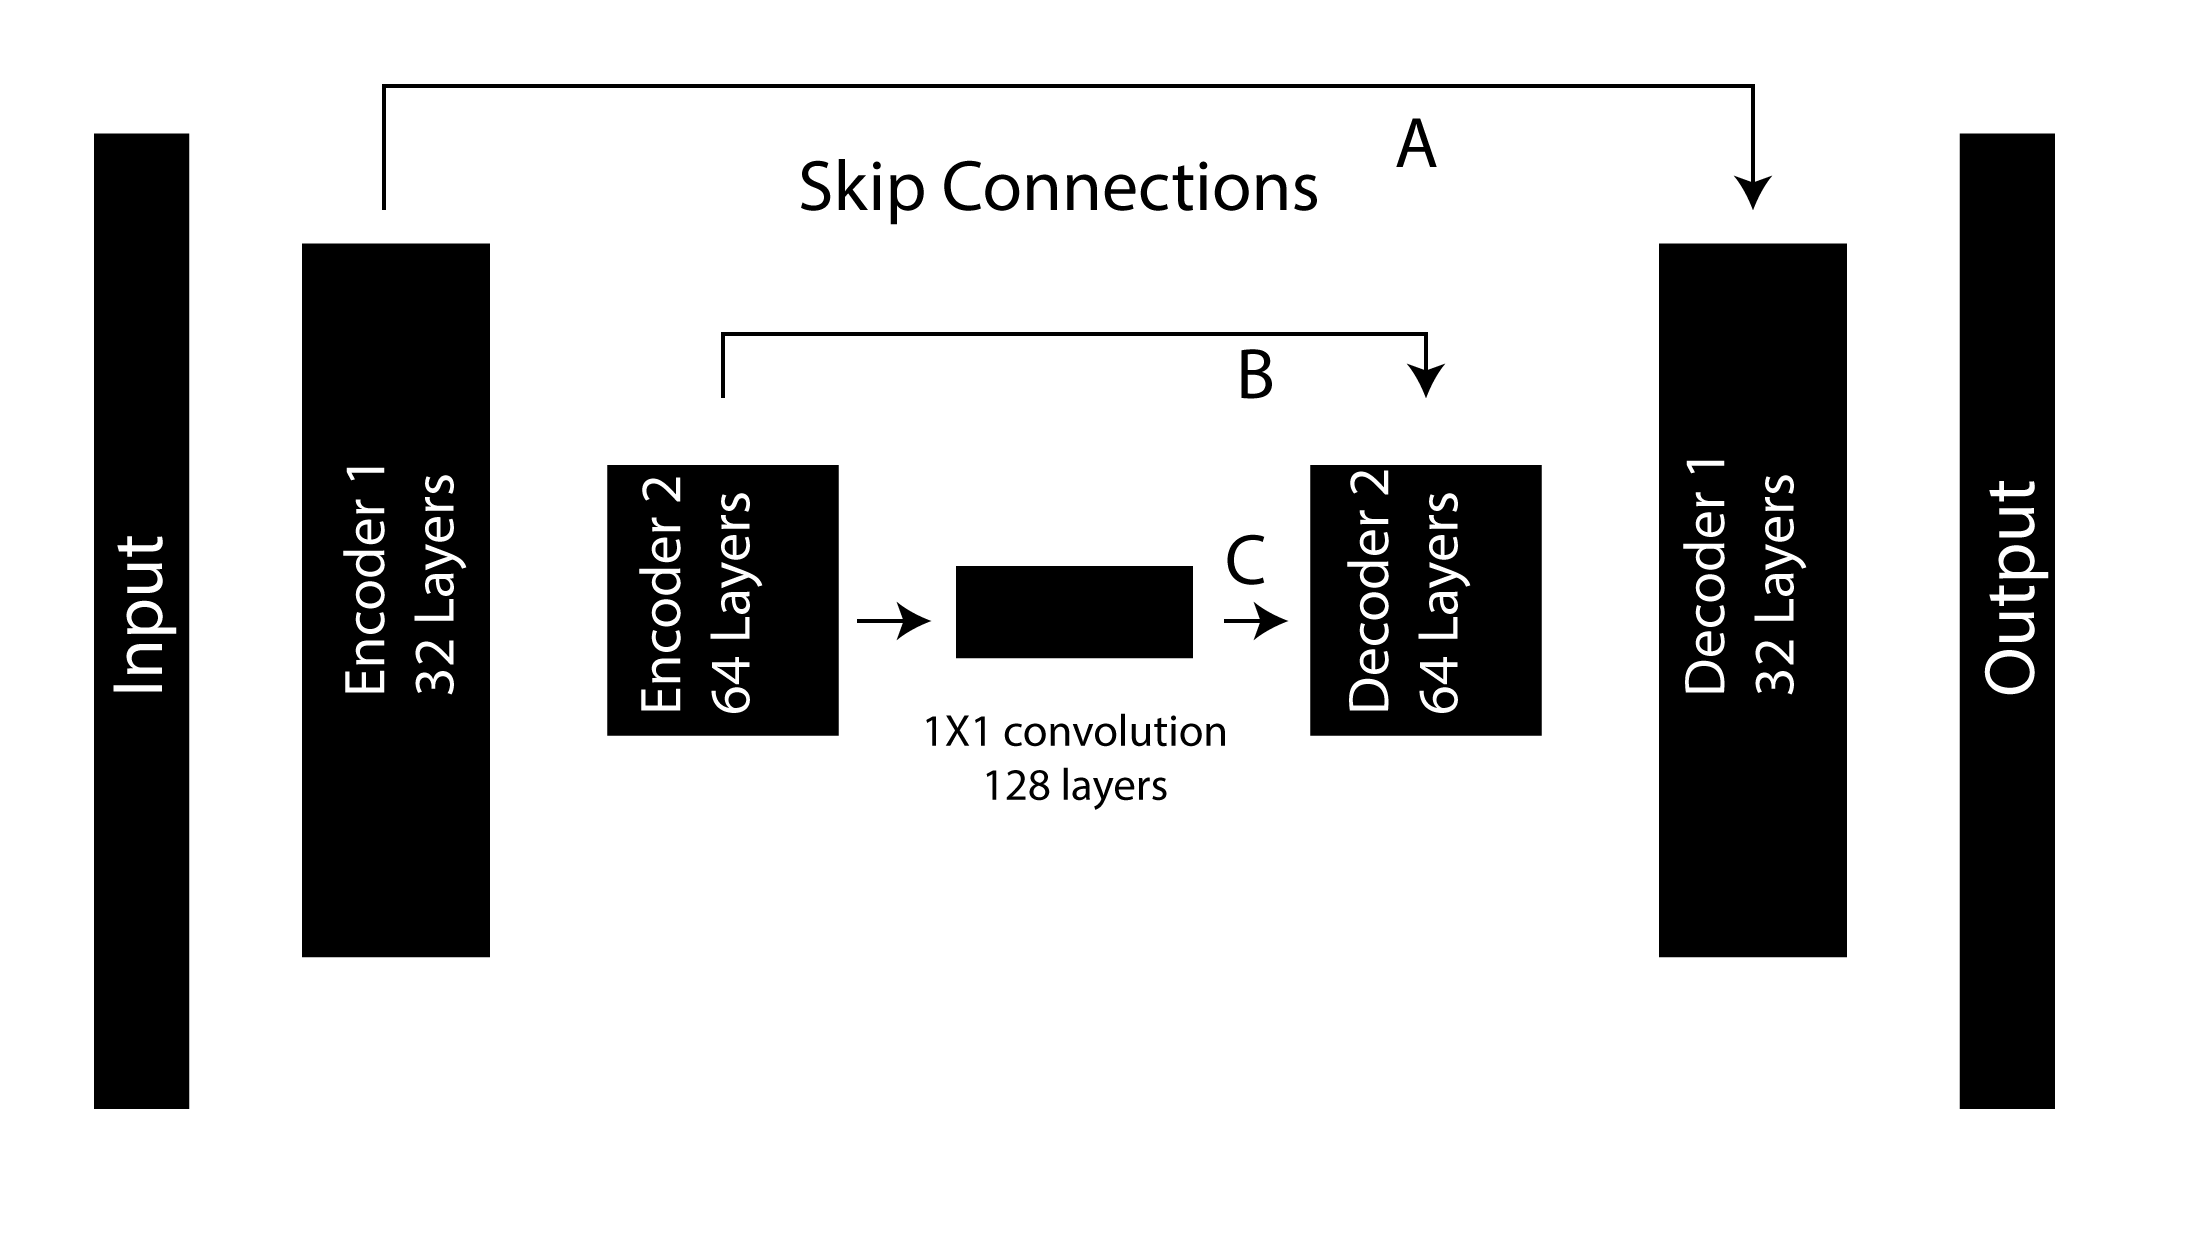 A
Skip Connections
B
C
Input
Encoder 1
32 Layers
Encoder 2
64 Layers
1X1 convolution
128 layers
Decoder 2
64 Layers
Decoder 1
32 Layers
Output